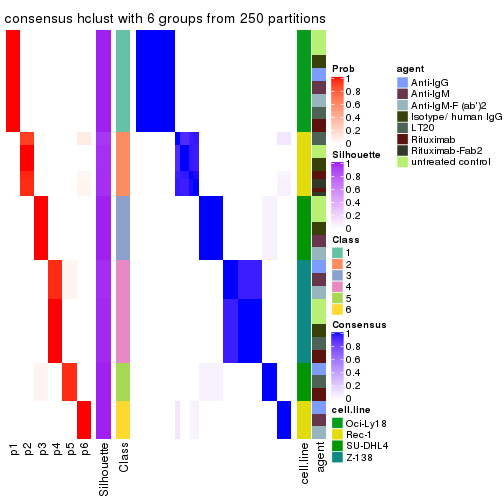 consensus hclust with 6 groups from 250 partitions
Prob
1
0.8
0.6
0.4
0.2
0
Silhouette
1
0.8
0.6
0.4
0.2
0
Class
1
2
3
4
5
6
Consensus
1
0.8
0.6
0.4
0.2
0
cell.line
Oci-Ly18
Rec-1
SU-DHL4
Z-138
agent
Anti-IgG
Anti-IgM
Anti-IgM-F (ab')2
Isotype/ human IgG
LT20
Rituximab
Rituximab-Fab2
untreated control
p1
p2
p3
p4
p5
p6
Silhouette
Class
cell.line
agent